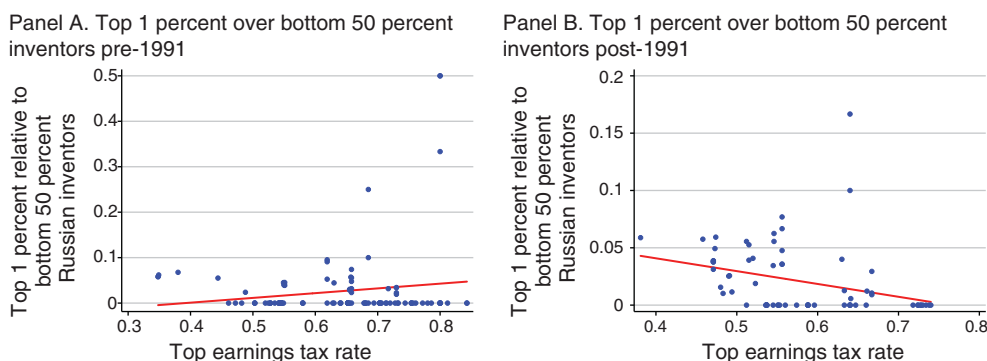 Panel A. Top 1 percent over bottom 50 percent
inventors pre-1991
Top 1 percent relative to
bottom 50 percent
Russian inventors
0.5
0.4
0.3
0.2
0.1
0
0.3 0.4 0.5 0.6 0.7 0.8
Top earnings tax rate
Panel B. Top 1 percent over bottom 50 percent
inventors post-1991
Top 1 percent relative to
bottom 50 percent
Russian inventors
0.2
0.15
0.1
0.05
0
0.4 0.5 0.6 0.7 0.8
Top earnings tax rate